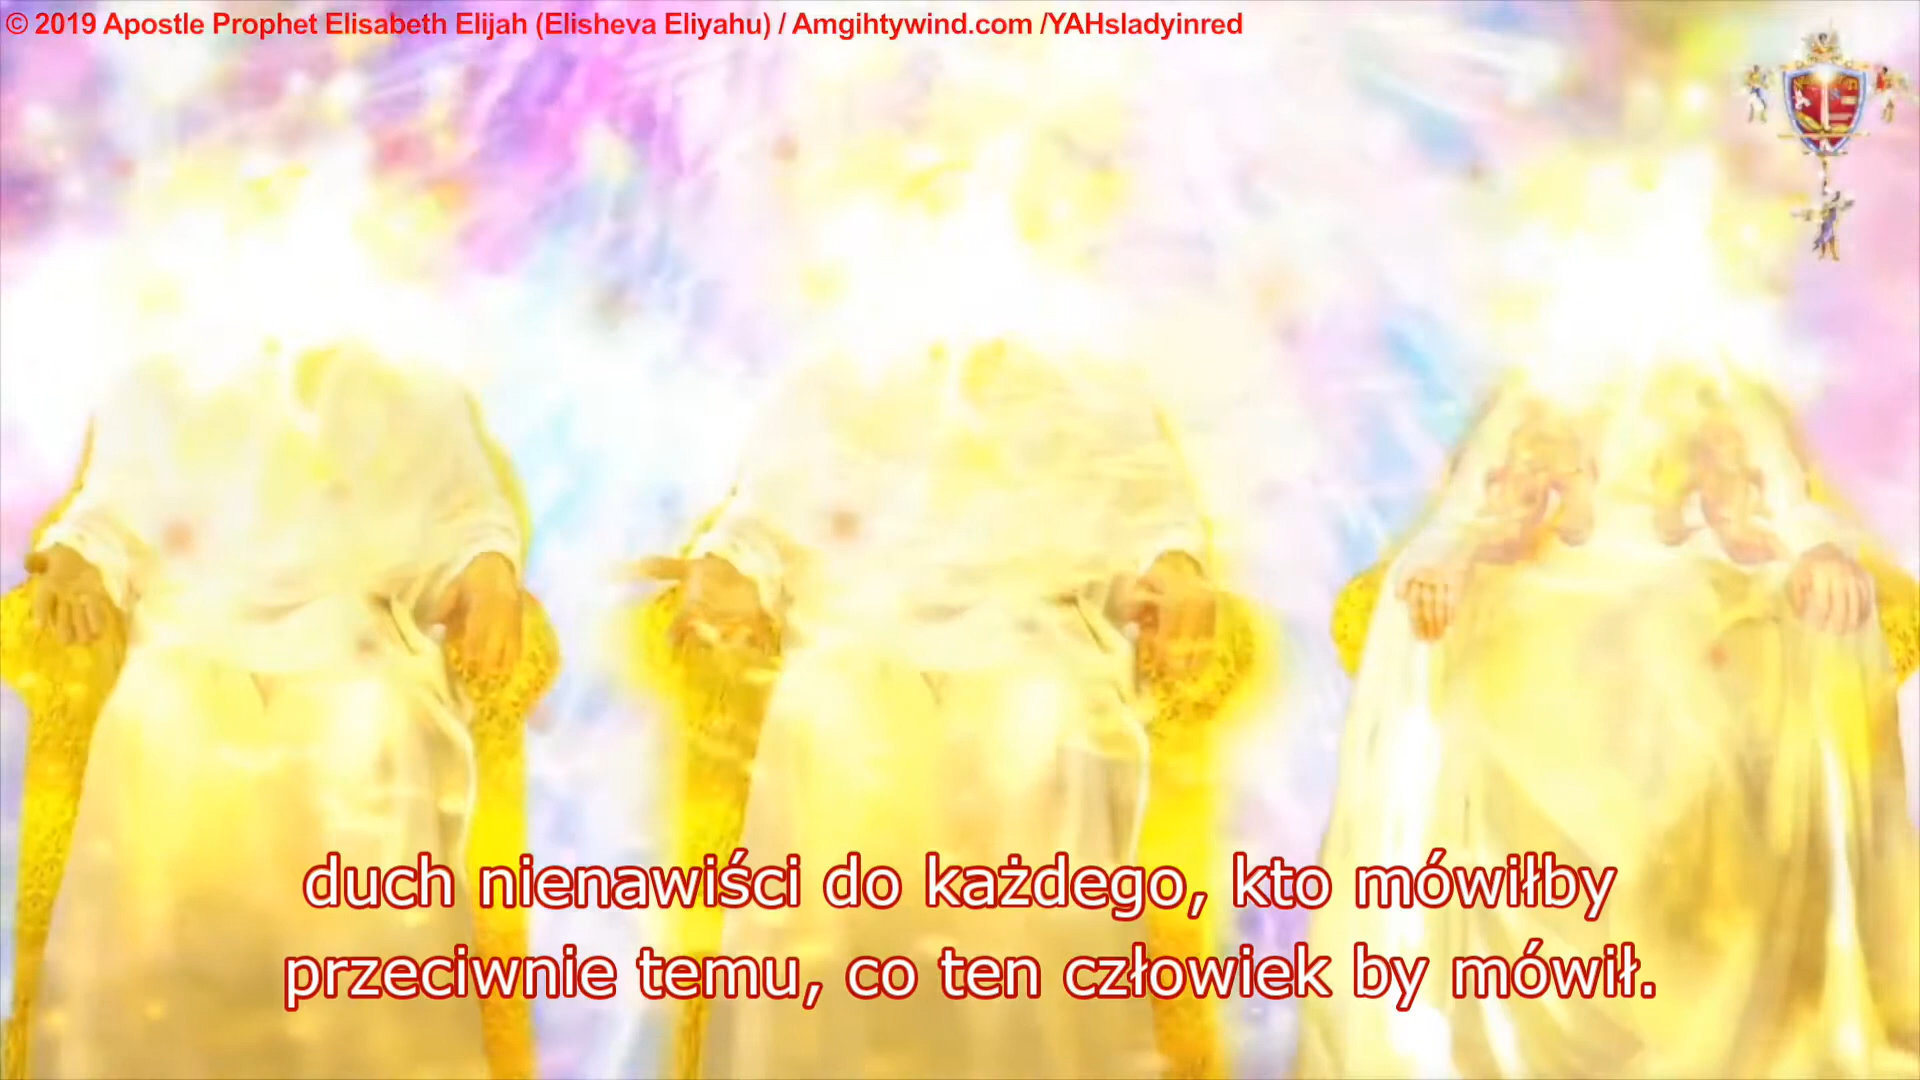 © 2019 Apostle Prophet Elisabeth Elijah (Elisheva Eliyahu) / Amgihtywind.com /YAHsladyinred
duch nienawiści do każdego, kto mówiłby
przeciwnie temu, co ten człowiek by mówił.